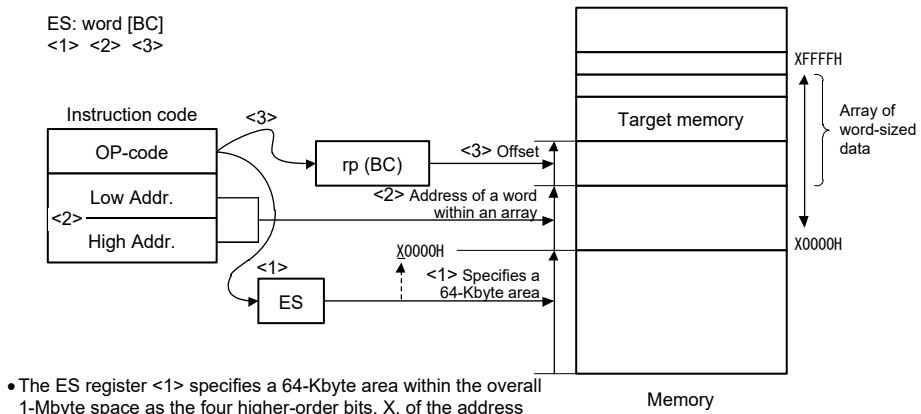 ES: word [BC]
<1> <2> <3>
XFFFFH
Array of
word-sized
data
Instruction code
<3>
Target memory
OP-code
rp (BC)
<3> Offset
<2> Address of a word
within an array
Low Addr.
<2>
High Addr.
X0000H
X0000H
<1>
<1> Specifies a
64-Kbyte area
ES
• The ES register <1> specifies a 64-Kbyte area within the overall
1-Mbyte space as the four higher-order bits, X, of the address
Memory